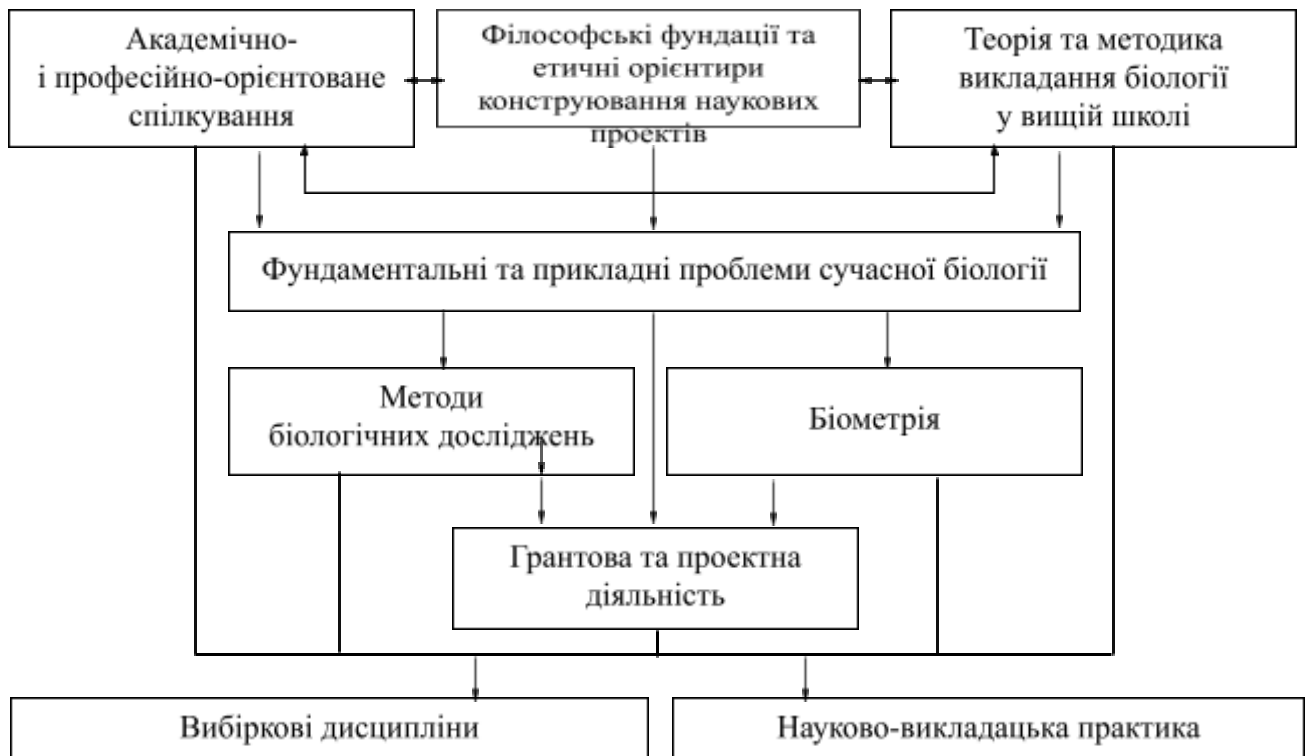 Академічно-
і професійно-орієнтоване
спілкування
Філософські фундації та
етичні орієнтири
конструювання наукових
проектів
Теорія та методика
викладання біології
у вищій школі
Фундаментальні та прикладні проблеми сучасної біології
Методи
біологічних досліджень
Біометрія
Грантова та проектна
діяльність
Вибіркові дисципліни
Науково-викладацька практика